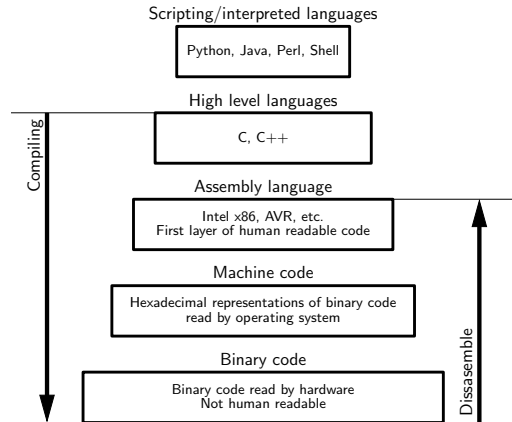 Scripting/interpreted languages
Python, Java, Perl, Shell
High level languages
C, C++
Compiling
Assembly language
Intel x86, AVR, etc.
First layer of human readable code
Machine code
Hexadecimal representations of binary code
read by operating system
Binary code
Binary code read by hardware
Not human readable
Dissasemble